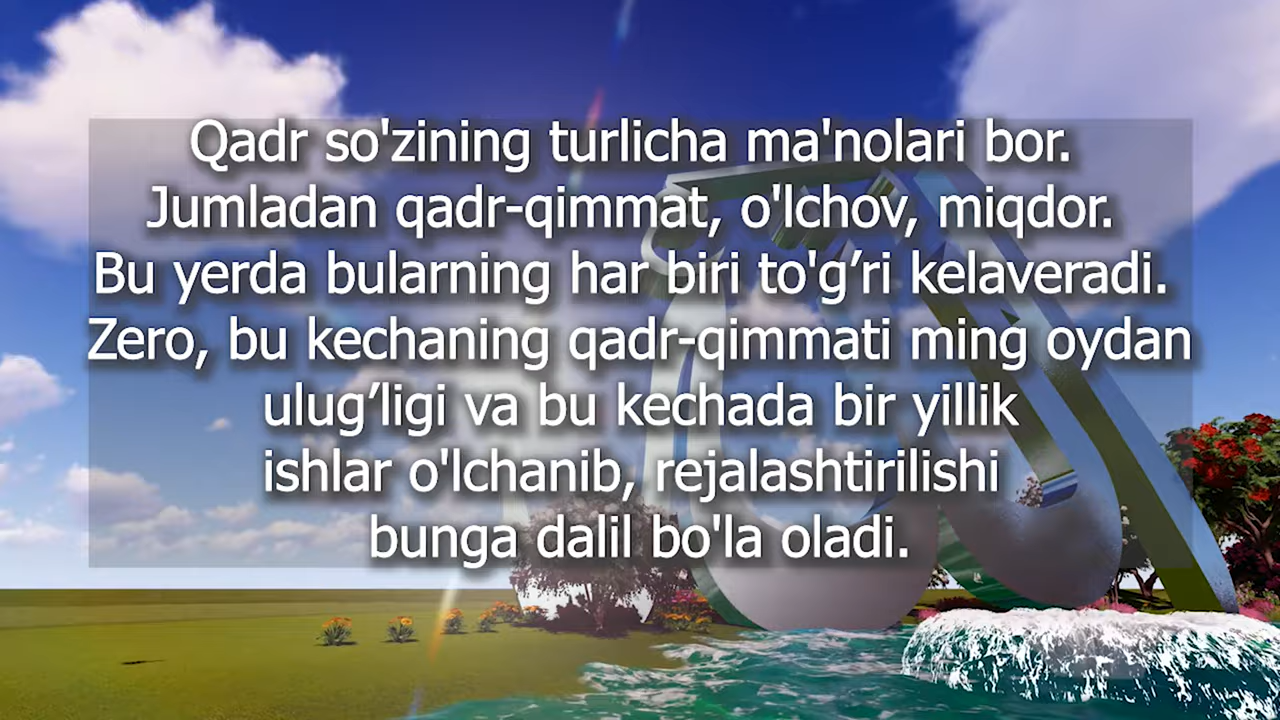 Qadr so'zining turlicha ma'nolari bor.
Jumladan qadr-qimmat, o'lchov, miqdor.
Bu yerda bularning har biri to'g’ri kelaveradi.
Zero, bu kechaning qadr-qimmati ming oydan
ulug’ligi va bu kechada bir yillik
ishlar o'lchanib, rejalashtirilishi
bunga dalil bo'la oladi.